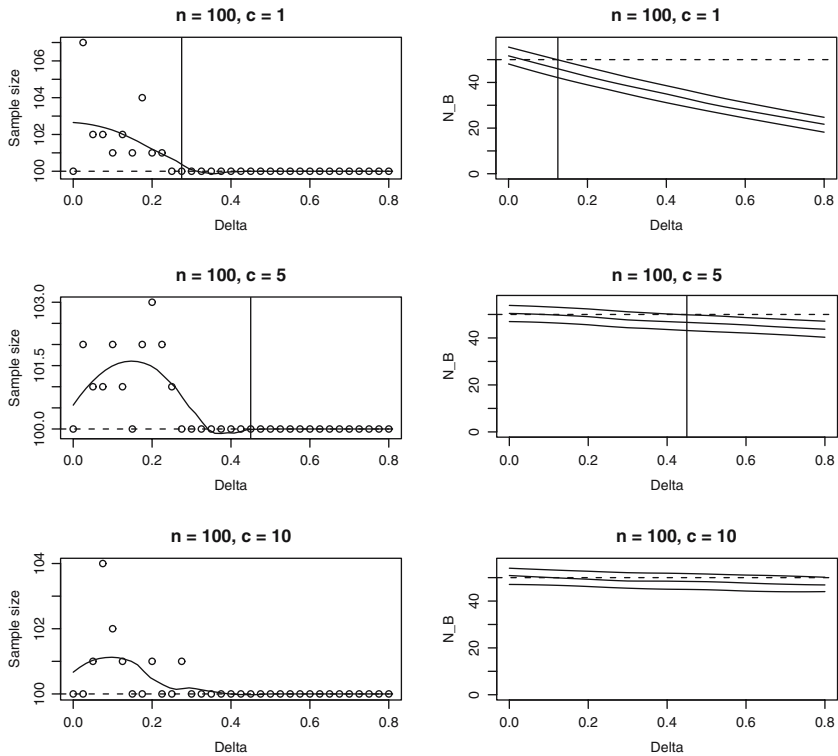 n = 100, c = 1
Sample size
100 102 104 106
0.0 0.2 0.4 0.6 0.8
Delta
n = 100, c = 1
N_B
0 20 40
0.0 0.2 0.4 0.6 0.8
Delta
n = 100, c = 5
Sample size
100.0 101.5 103.0
0.0 0.2 0.4 0.6 0.8
Delta
n = 100, c = 5
N_B
0 20 40
0.0 0.2 0.4 0.6 0.8
Delta
n = 100, c = 10
Sample size
100 102 104
0.0 0.2 0.4 0.6 0.8
Delta
n = 100, c = 10
N_B
0 20 40
0.0 0.2 0.4 0.6 0.8
Delta